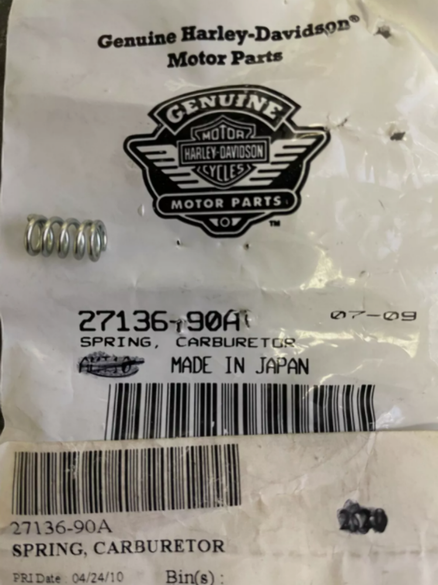 Genuine Harley-Davidson®
Motor Parts
GENUINE
MOTOR
HARLEY-DAVIDSON
CYCLES
MOTOR PARTS
TM
27136-90A
07-09
SPRING, CARBURETOR
MADE IN JAPAN
27136-90A
SPRING, CARBURETOR
PRI Date: 04/24/10 Bin(s) :